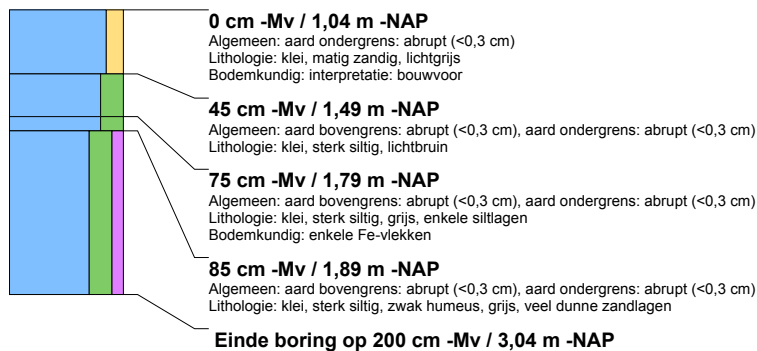 0 cm -Mv / 1,04 m -NAP
Algemeen: aard ondergrens: abrupt (<0,3 cm)
Lithologie: klei, matig zandig, lichtgrijs
Bodemkundig: interpretatie: bouwvoor
45 cm -Mv / 1,49 m -NAP
Algemeen: aard bovengrens: abrupt (<0,3 cm), aard ondergrens: abrupt (<0,3 cm)
Lithologie: klei, sterk siltig, lichtbruin
75 cm -Mv / 1,79 m -NAP
Algemeen: aard bovengrens: abrupt (<0,3 cm), aard ondergrens: abrupt (<0,3 cm)
Lithologie: klei, sterk siltig, grijs, enkele siltlagen
Bodemkundig: enkele Fe-vlekken
85 cm -Mv / 1,89 m -NAP
Algemeen: aard bovengrens: abrupt (<0,3 cm), aard ondergrens: abrupt (<0,3 cm)
Lithologie: klei, sterk siltig, zwak humeus, grijs, veel dunne zandlagen
Einde boring op 200 cm -Mv / 3,04 m -NAP